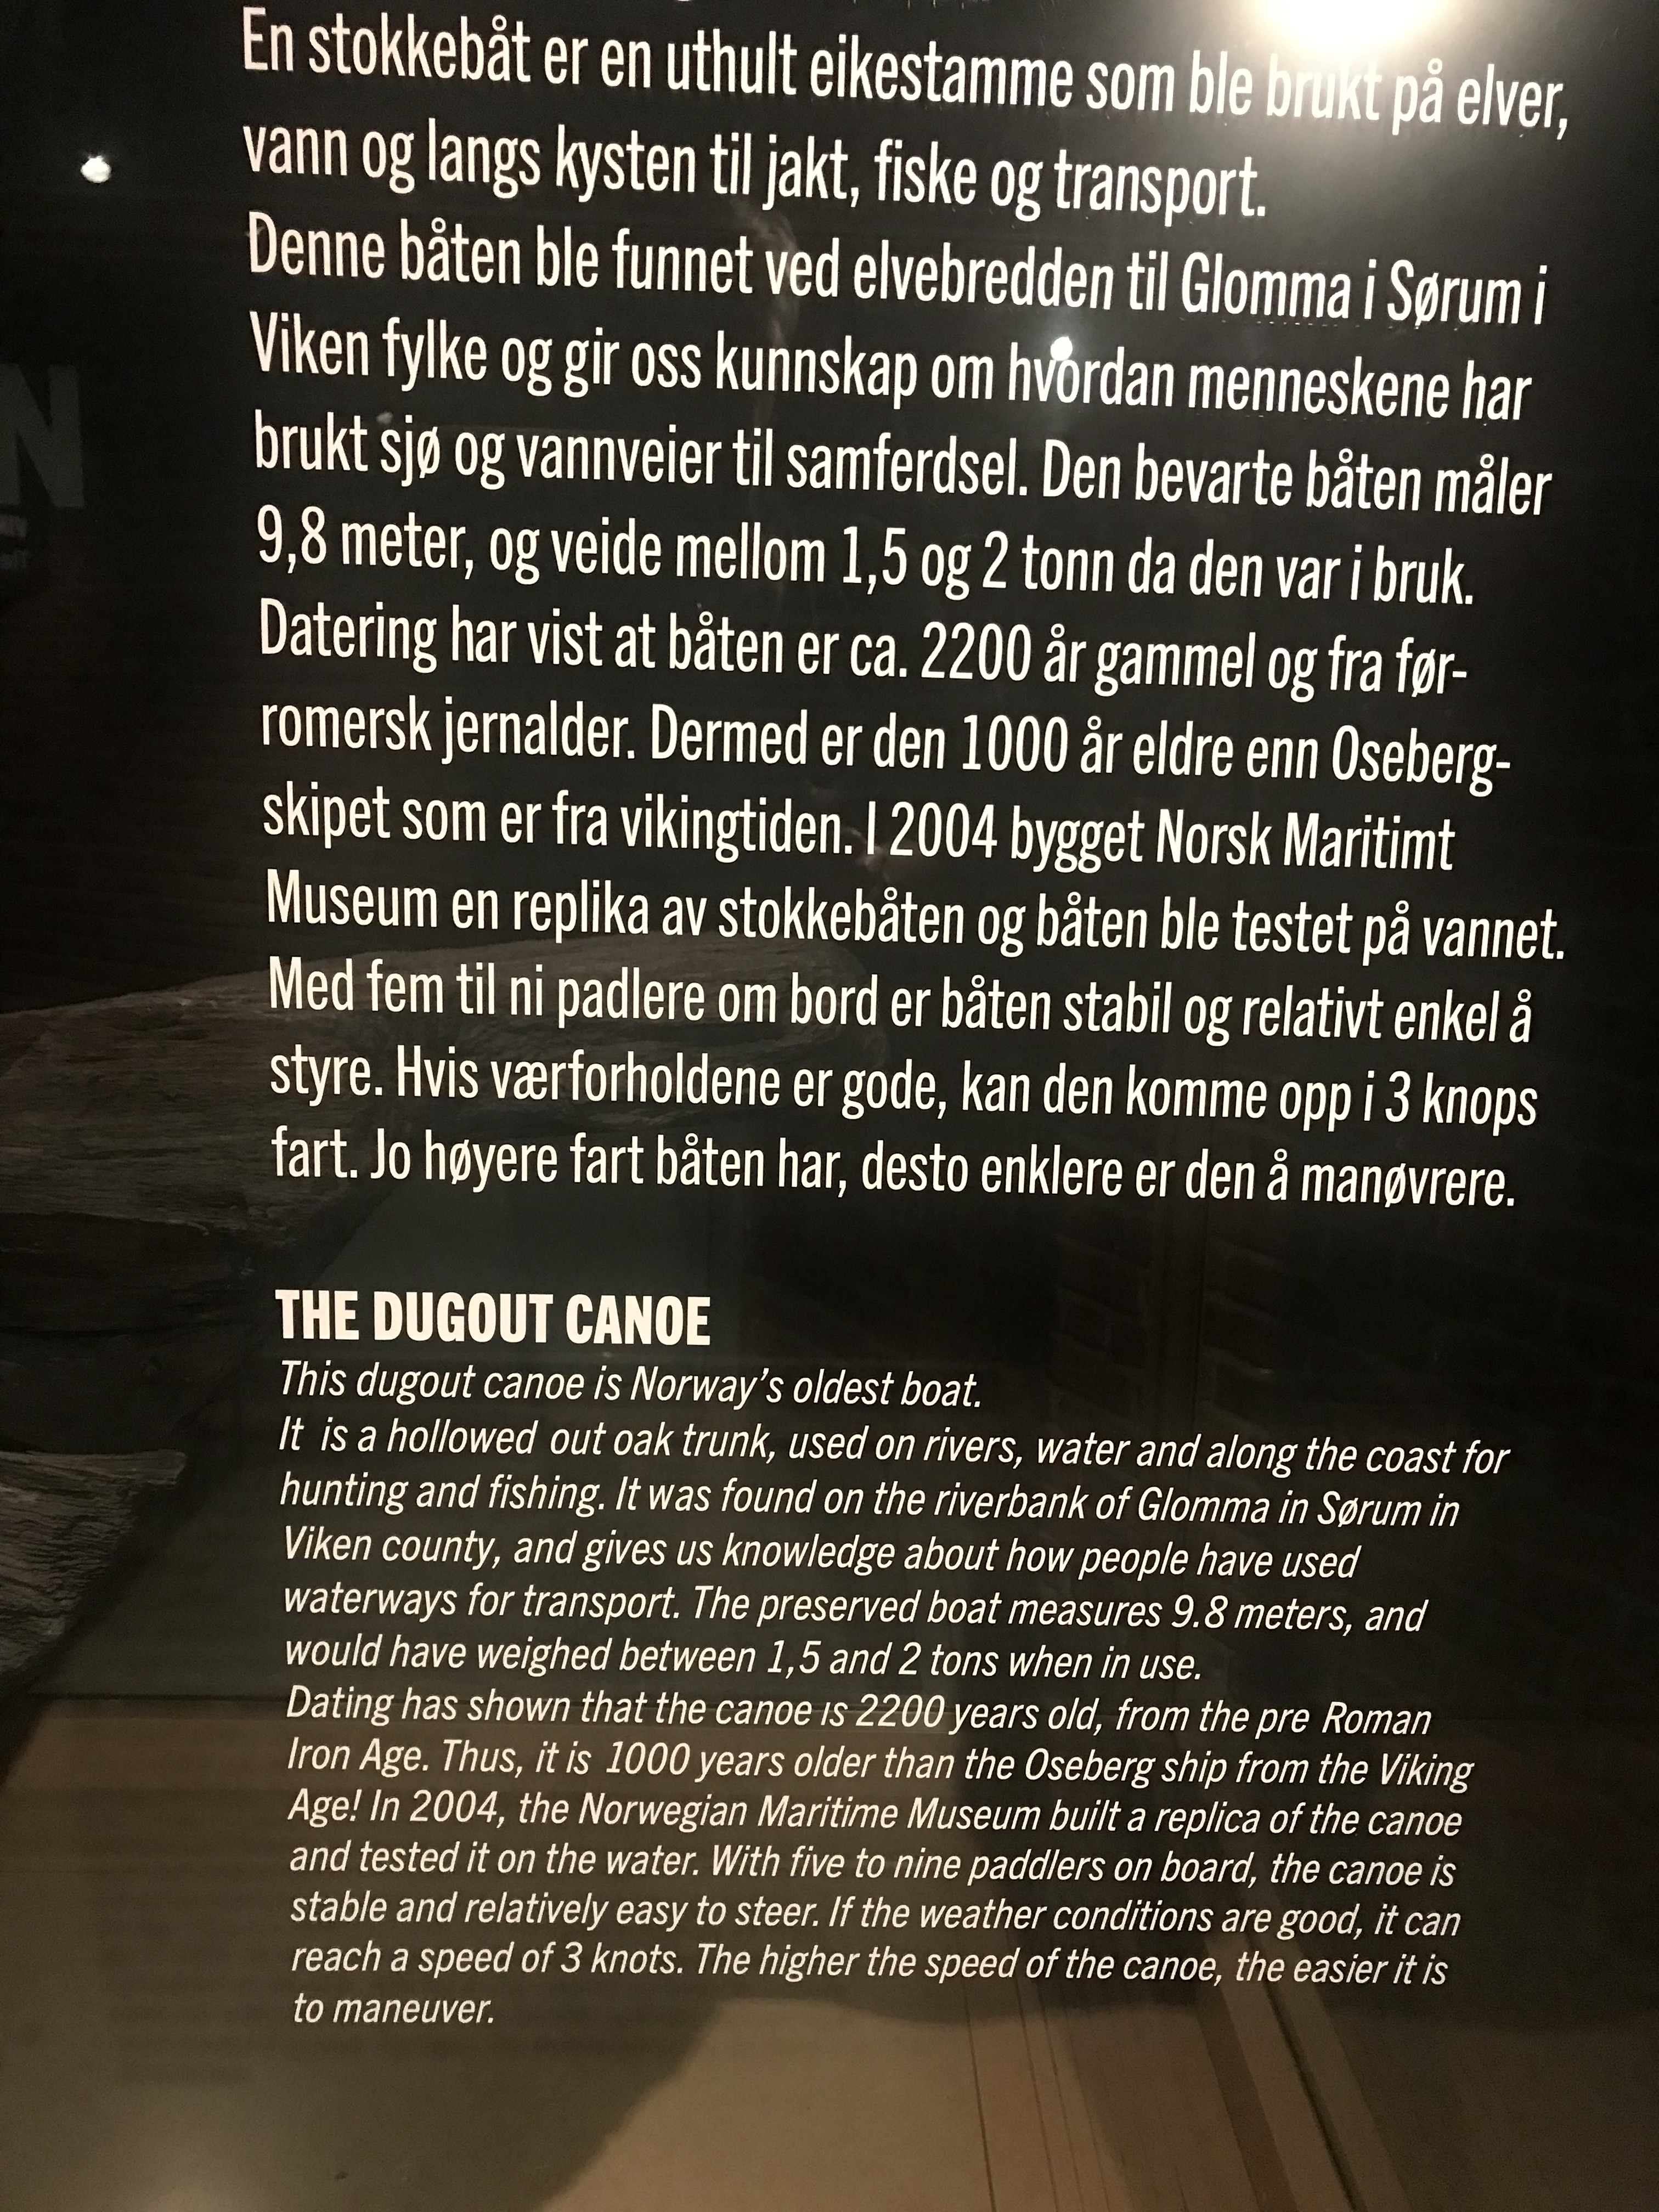 En stokkebåt er en uthult eikestamme som ble brukt på elver,
vann og langs kysten til jakt, fiske og transport.
Denne båten ble funnet ved elvebredden til Glomma i Sørum i
Viken fylke og gir oss kunnskap om hvordan menneskene har
brukt sjø og vannveier til samferdsel. Den bevarte båten måler
9,8 meter, og veide mellom 1,5 og 2 tonn da den var i bruk.
Datering har vist at båten er ca. 2200 år gammel og fra før-
romersk jernalder. Dermed er den 1000 år eldre enn Oseberg-
skipet som er fra vikingtiden. I 2004 bygget Norsk Maritimt
Museum en replika av stokkebåten og båten ble testet på vannet.
Med fem til ni padlere om bord er båten stabil og relativt enkel å
styre. Hvis værforholdene er gode, kan den komme opp i 3 knops
fart. Jo høyere fart båten har, desto enklere er den å manøvrere.
THE DUGOUT CANOE
This dugout canoe is Norway's oldest boat.
It is a hollowed out oak trunk, used on rivers, water and along the coast for
hunting and fishing. It was found on the riverbank of Glomma in Sørum in
Viken county, and gives us knowledge about how people have used
waterways for transport. The preserved boat measures 9.8 meters, and
would have weighed between 1,5 and 2 tons when in use.
Dating has shown that the canoe is 2200 years old, from the pre Roman
Iron Age. Thus, it is 1000 years older than the Oseberg ship from the Viking
Age! In 2004, the Norwegian Maritime Museum built a replica of the canoe
and tested it on the water. With five to nine paddlers on board, the canoe is
stable and relatively easy to steer. If the weather conditions are good, it can
reach a speed of 3 knots. The higher the speed of the canoe, the easier it is
to maneuver.